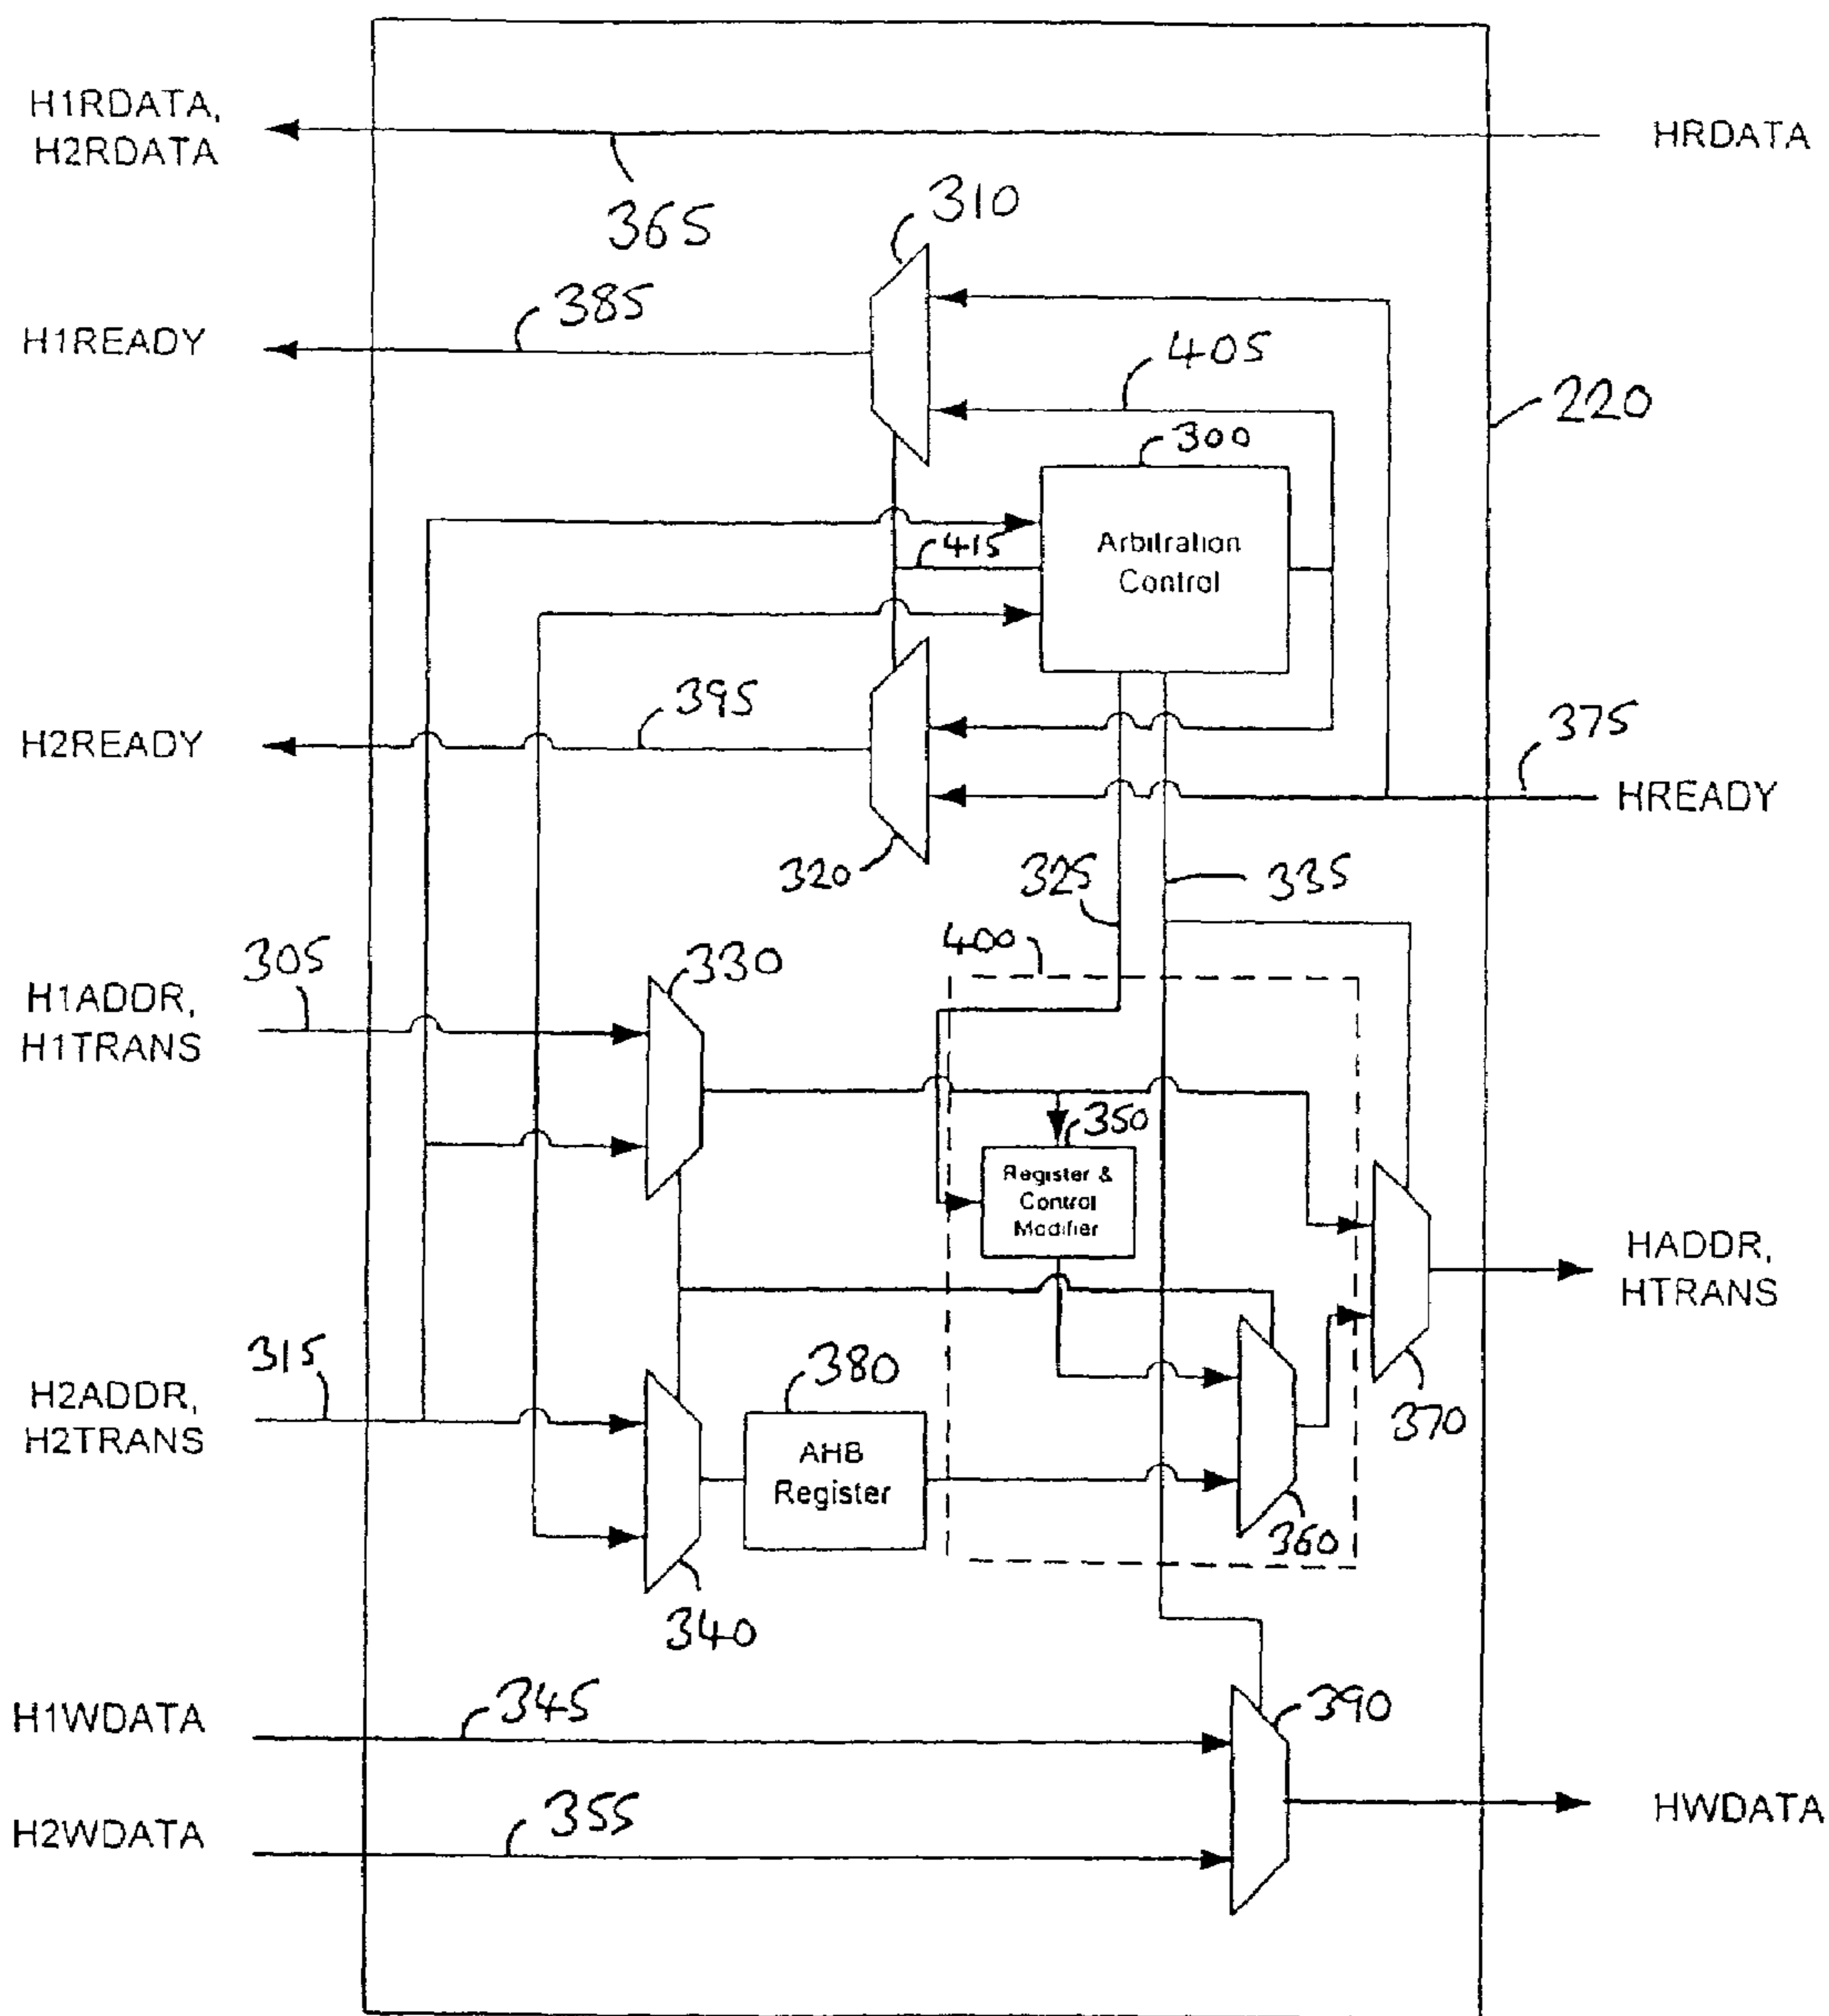 H1RDATA,
H2RDATA
HRDATA
365
310
H1READY
385
405
220
300
Arbitration
Control
415
H2READY
395
375
HREADY
320
325
335
400
H1ADDR,
H1TRANS
305
330
350
Register &
Control
Modifier
HADDR,
HTRANS
H2ADDR,
H2TRANS
315
380
AHB
Register
370
360
340
H1WDATA
345
390
H2WDATA
355
HWDATA